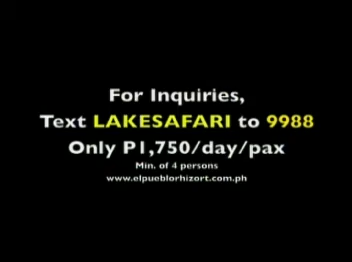 For Inquiries,
Text LAKESAFARI to 9988
Only P1,750/day/pax
Min. of 4 persons
www.elpueblorhizort.com.ph